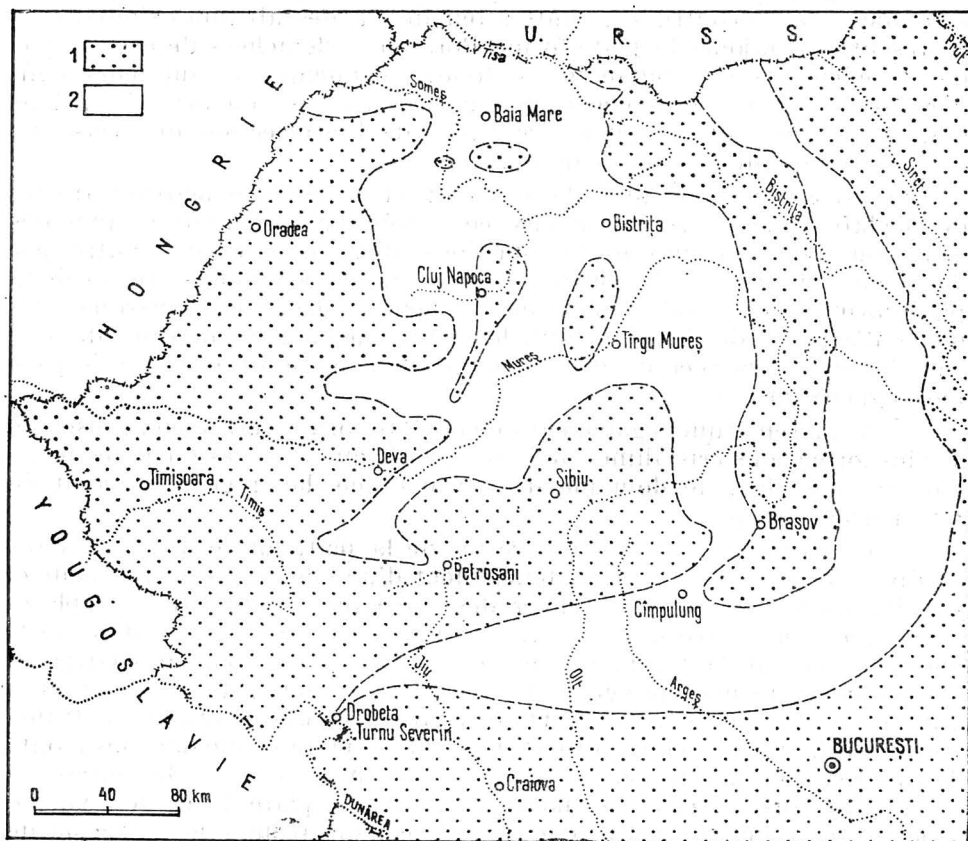 1
2
U. R. S. S.
HONGRIE
YOUGOSLAVIE
Tisa
Someș
Prut
Siret
Bistrița
Baia Mare
Oradea
Bistrița
Cluj Napoca
Tîrgu Mureș
Mureș
Deva
Timișoara
Timiș
Sibiu
Brașov
Petroșani
Cîmpulung
Jiu
Olt
Argeș
Drobeta
Turnu Severin
BUCUREȘTI
Craiova
DUNĂREA
0 40 80 km